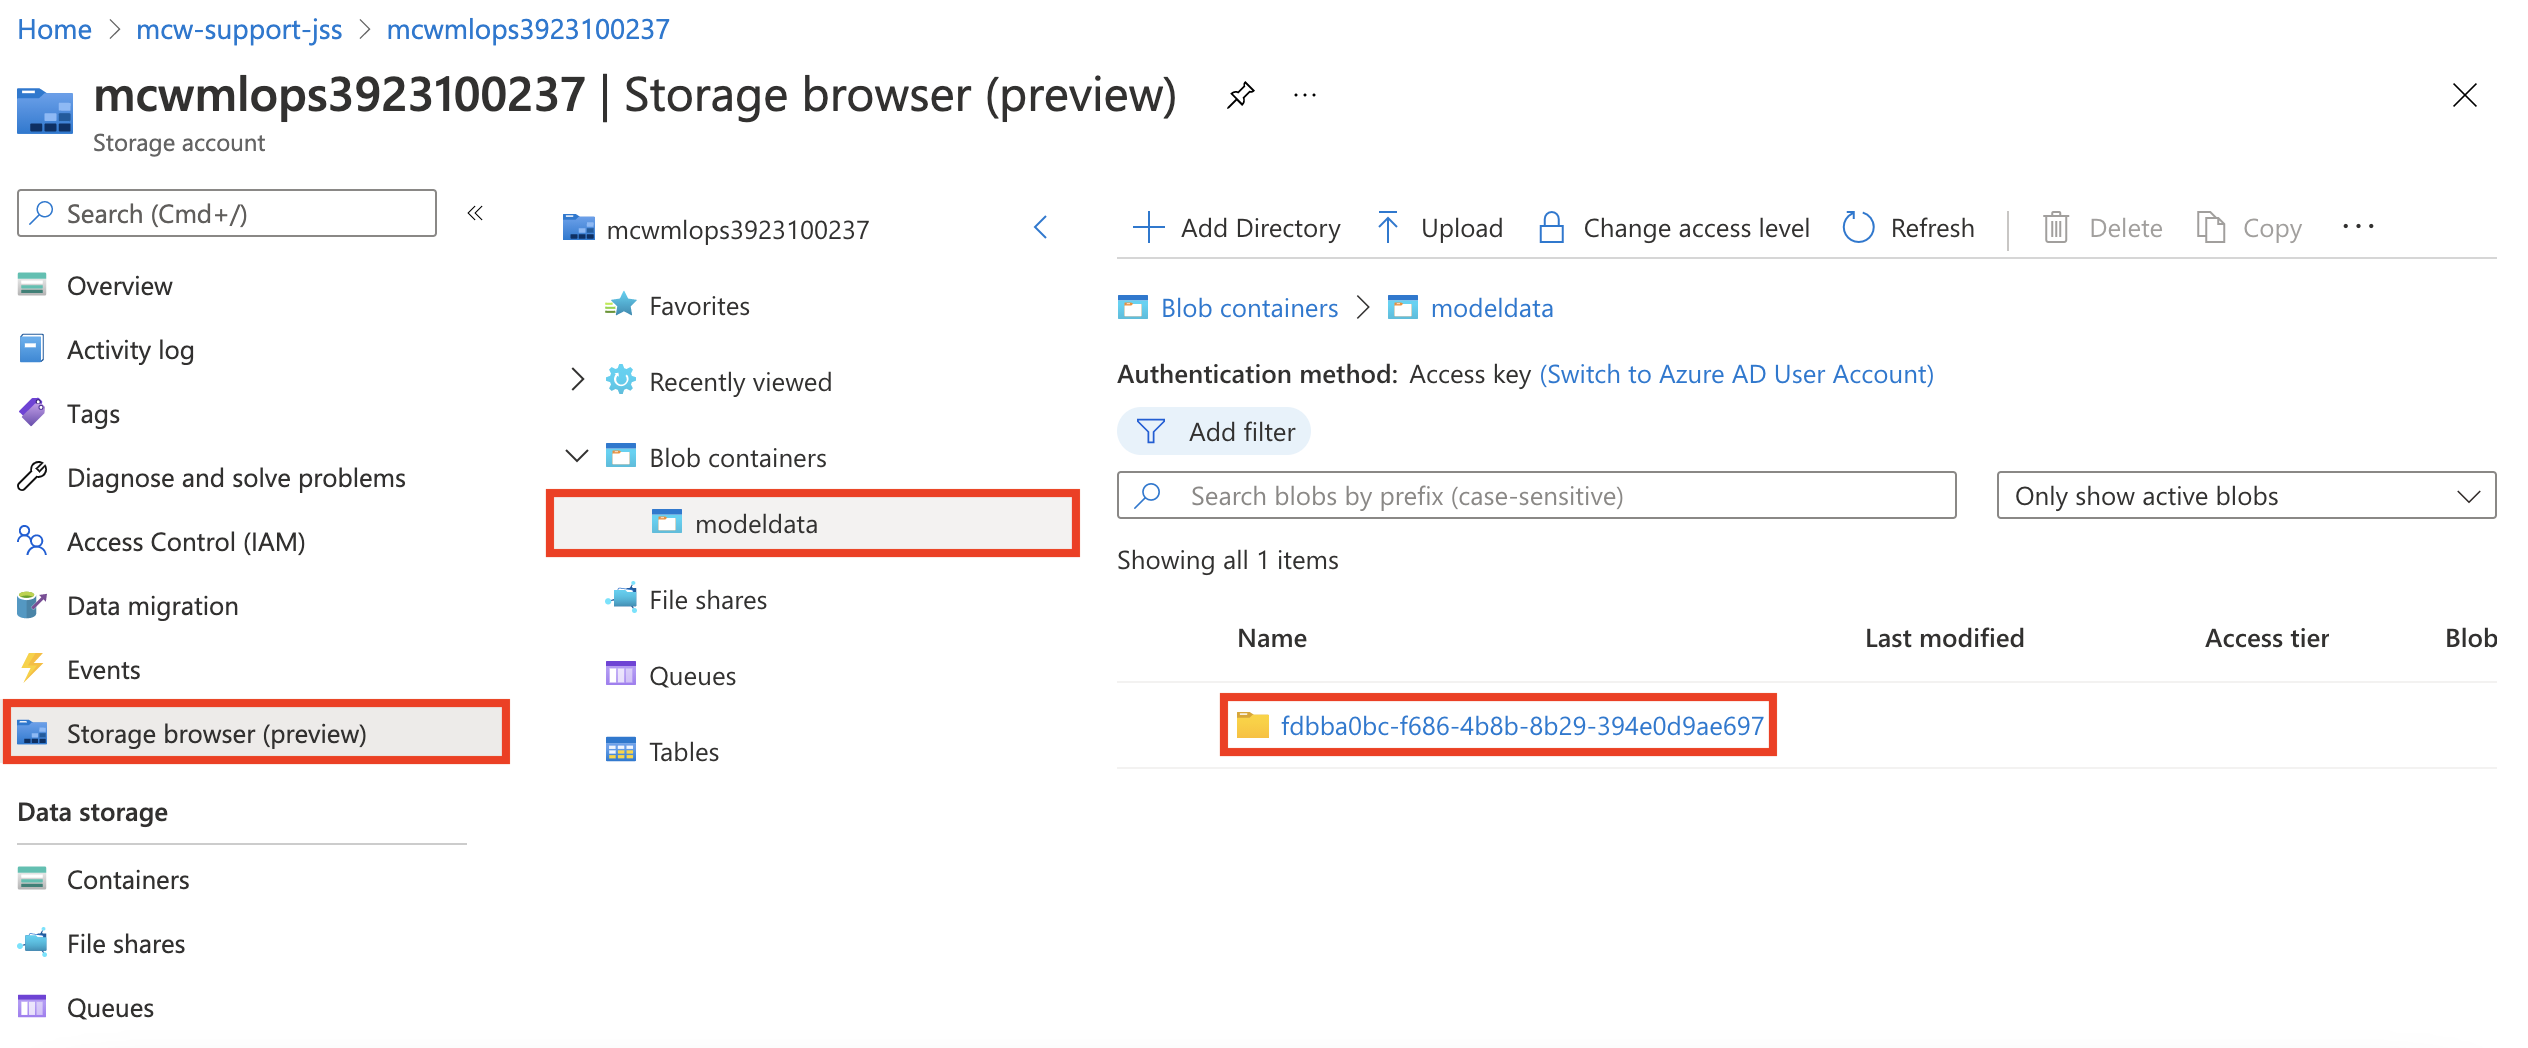 Home > mcw-support-jss > mcwmlops3923100237
mcwmlops3923100237 | Storage browser (preview) ...
Storage account
Search (Cmd+/)
«
Overview
Activity log
Tags
Diagnose and solve problems
Access Control (IAM)
Data migration
Events
Storage browser (preview)
Data storage
Containers
File shares
Queues
mcwmlops3923100237
Favorites
Recently viewed
Blob containers
modeldata
File shares
Queues
Tables
Add Directory Upload Change access level Refresh | Delete Copy ...
Blob containers > modeldata
Authentication method: Access key (Switch to Azure AD User Account)
Add filter
Search blobs by prefix (case-sensitive) Only show active blobs
Showing all 1 items
Name Last modified Access tier Blob
fdbba0bc-f686-4b8b-8b29-394e0d9ae697